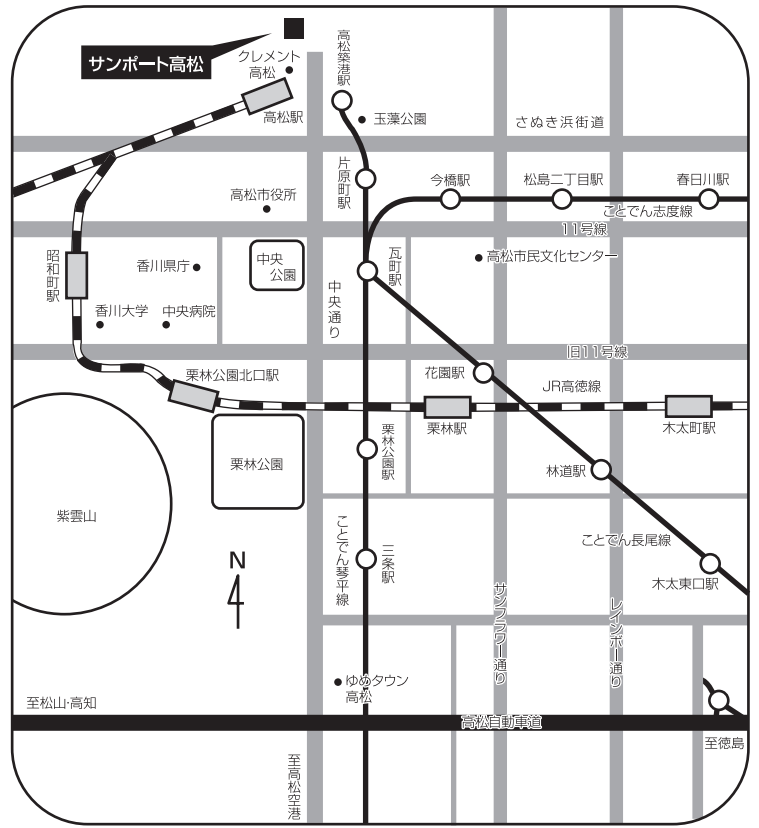 サンポート高松
クレメント
高松
高松駅
高松築港駅
玉藻公園
さぬき浜街道
片原町駅
今橋駅
松島二丁目駅
春日川駅
ことでん志度線
高松市役所
11号線
昭和町駅
香川県庁
中央
公園
瓦町駅
高松市民文化センター
中央通り
香川大学
中央病院
旧11号線
栗林公園北口駅
花園駅
JR高徳線
栗林駅
木太町駅
栗林公園
栗林公園駅
林道駅
紫雲山
N
ことでん琴平線
三条駅
ことでん長尾線
木太東口駅
サンフラワー通り
レインボー通り
ゆめタウン
高松
至松山・高知
高松自動車道
至徳島
至高松空港